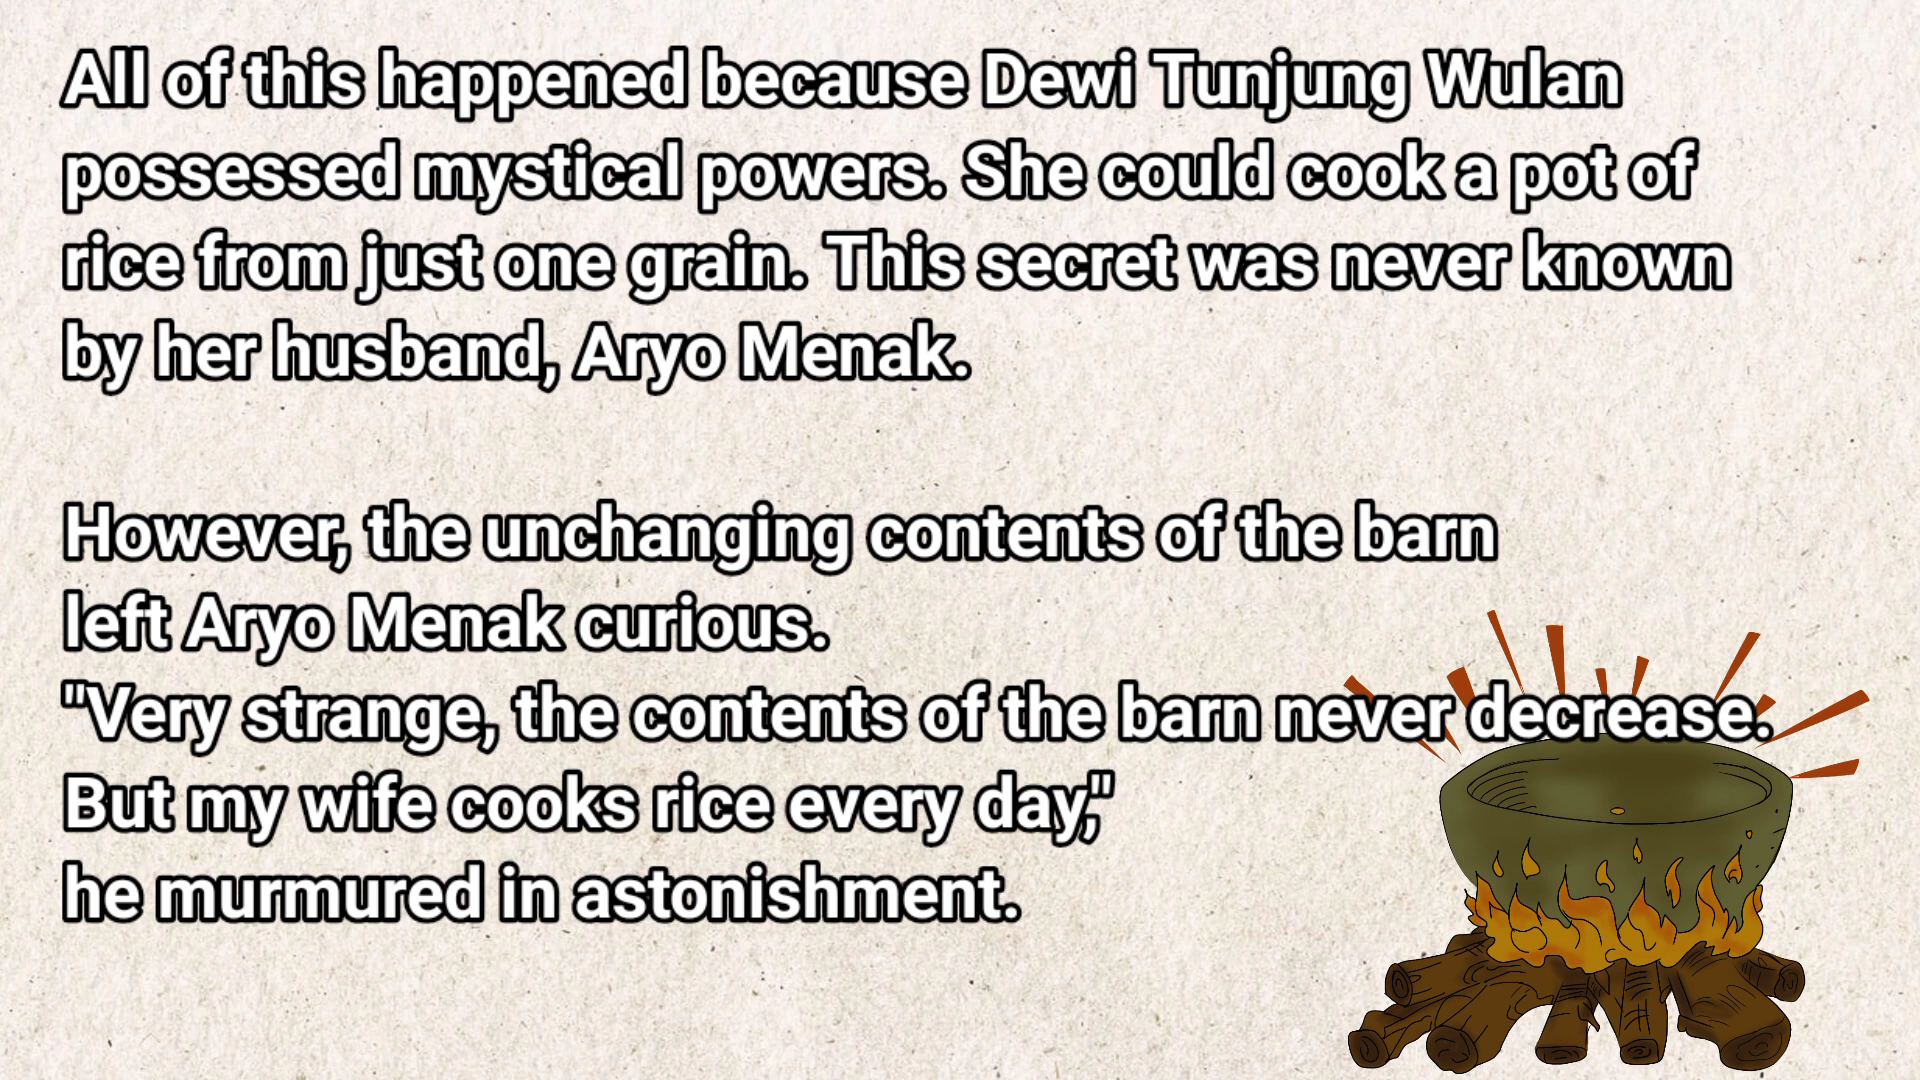 All of this happened because Dewi Tunjung Wulan
possessed mystical powers. She could cook a pot of
rice from just one grain. This secret was never known
by her husband, Aryo Menak.
However, the unchanging contents of the barn
left Aryo Menak curious.
"Very strange, the contents of the barn never decrease.
But my wife cooks rice every day,"
he murmured in astonishment.